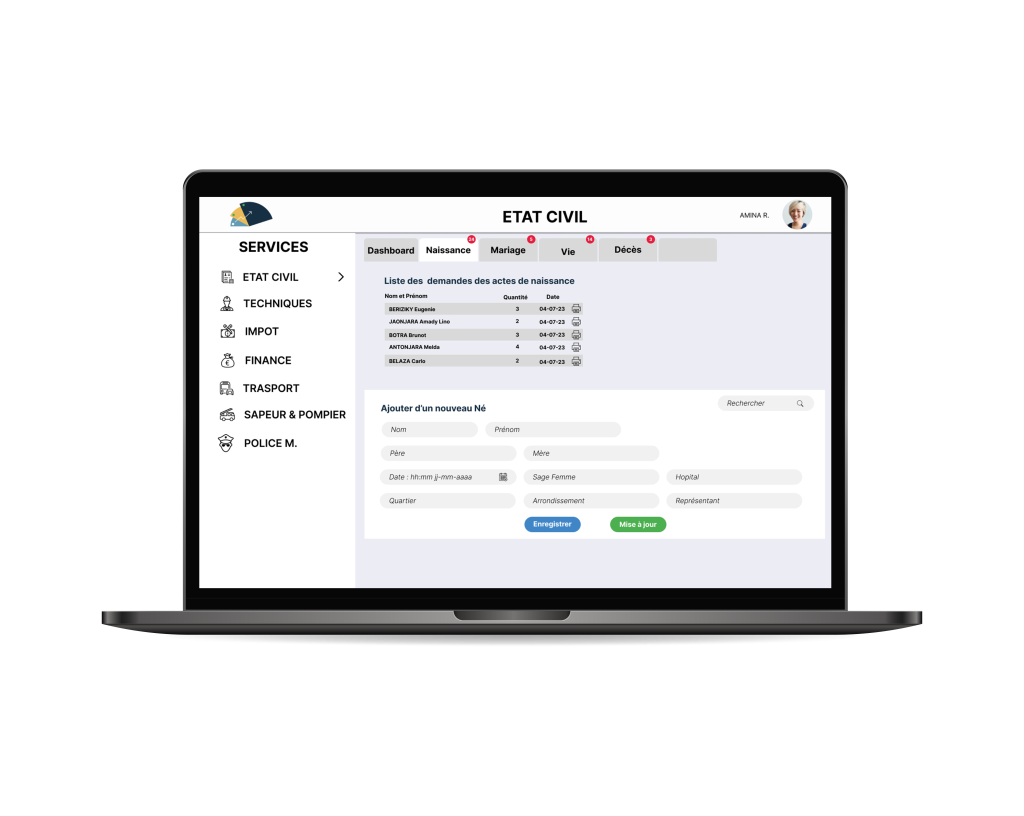 ETAT CIVIL
AMINA R.
SERVICES
ETAT CIVIL
TECHNIQUES
IMPOT
FINANCE
TRASPORT
SAPEUR & POMPIER
POLICE M.
Dashboard Naissance 24 Mariage 5 Vie 14 Décès 3
Liste des demandes des actes de naissance
Nom et Prénom Quantité Date
BERIZIKY Eugenie 3 04-07-23
JAONJARA Amady Lino 2 04-07-23
BOTRA Brunot 3 04-07-23
ANTONJARA Melda 4 04-07-23
BELAZA Carlo 2 04-07-23
Rechercher
Ajouter d'un nouveau Né
Nom Prénom
Père Mère
Date : hh:mm jj-mm-aaaa Sage Femme Hopital
Quartier Arrondissement Représentant
Enregistrer Mise à jour